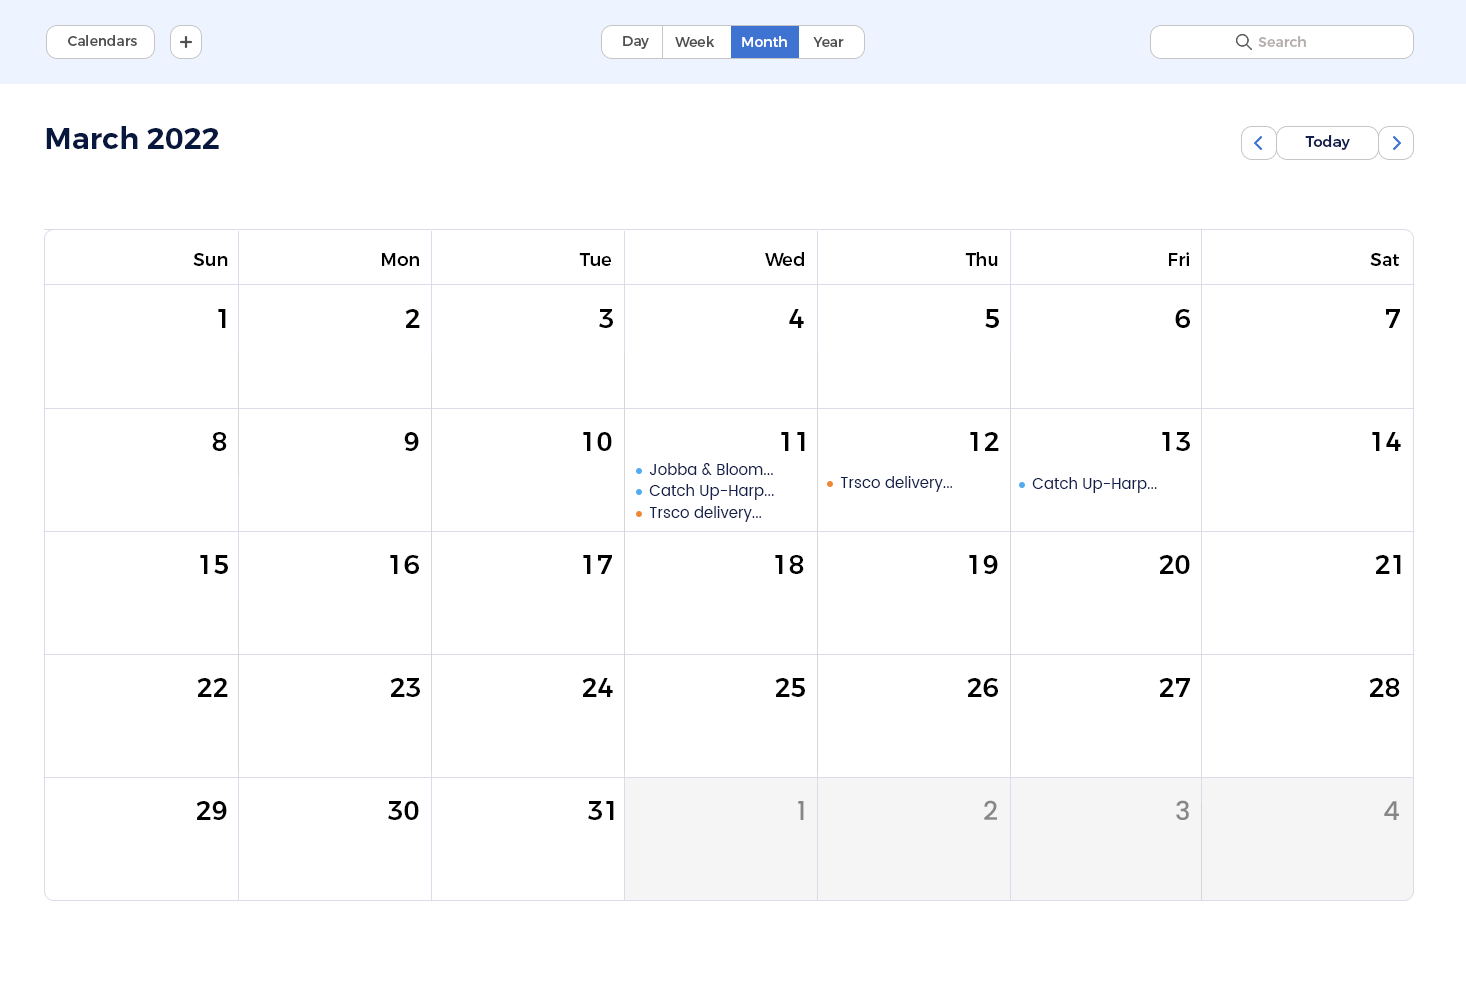 Calendars + Day Week Month Year Search
March 2022 Today
Sun Mon Tue Wed Thu Fri Sat
1 2 3 4 5 6 7
8 9 10 11 12 13 14
Jobba & Bloom...
Catch Up-Harp...
Trsco delivery...
Trsco delivery...
Catch Up-Harp...
15 16 17 18 19 20 21
22 23 24 25 26 27 28
29 30 31 1 2 3 4